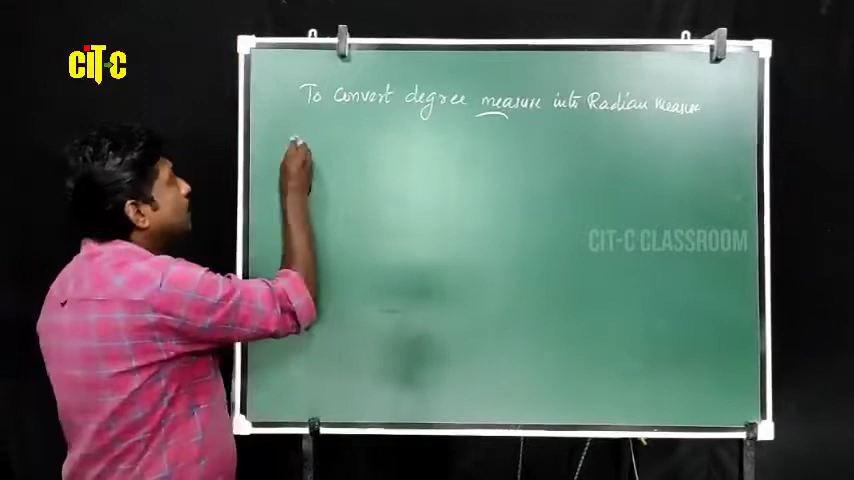 CiT-C
To convert degree measure into Radian measure
CIT-C CLASSROOM